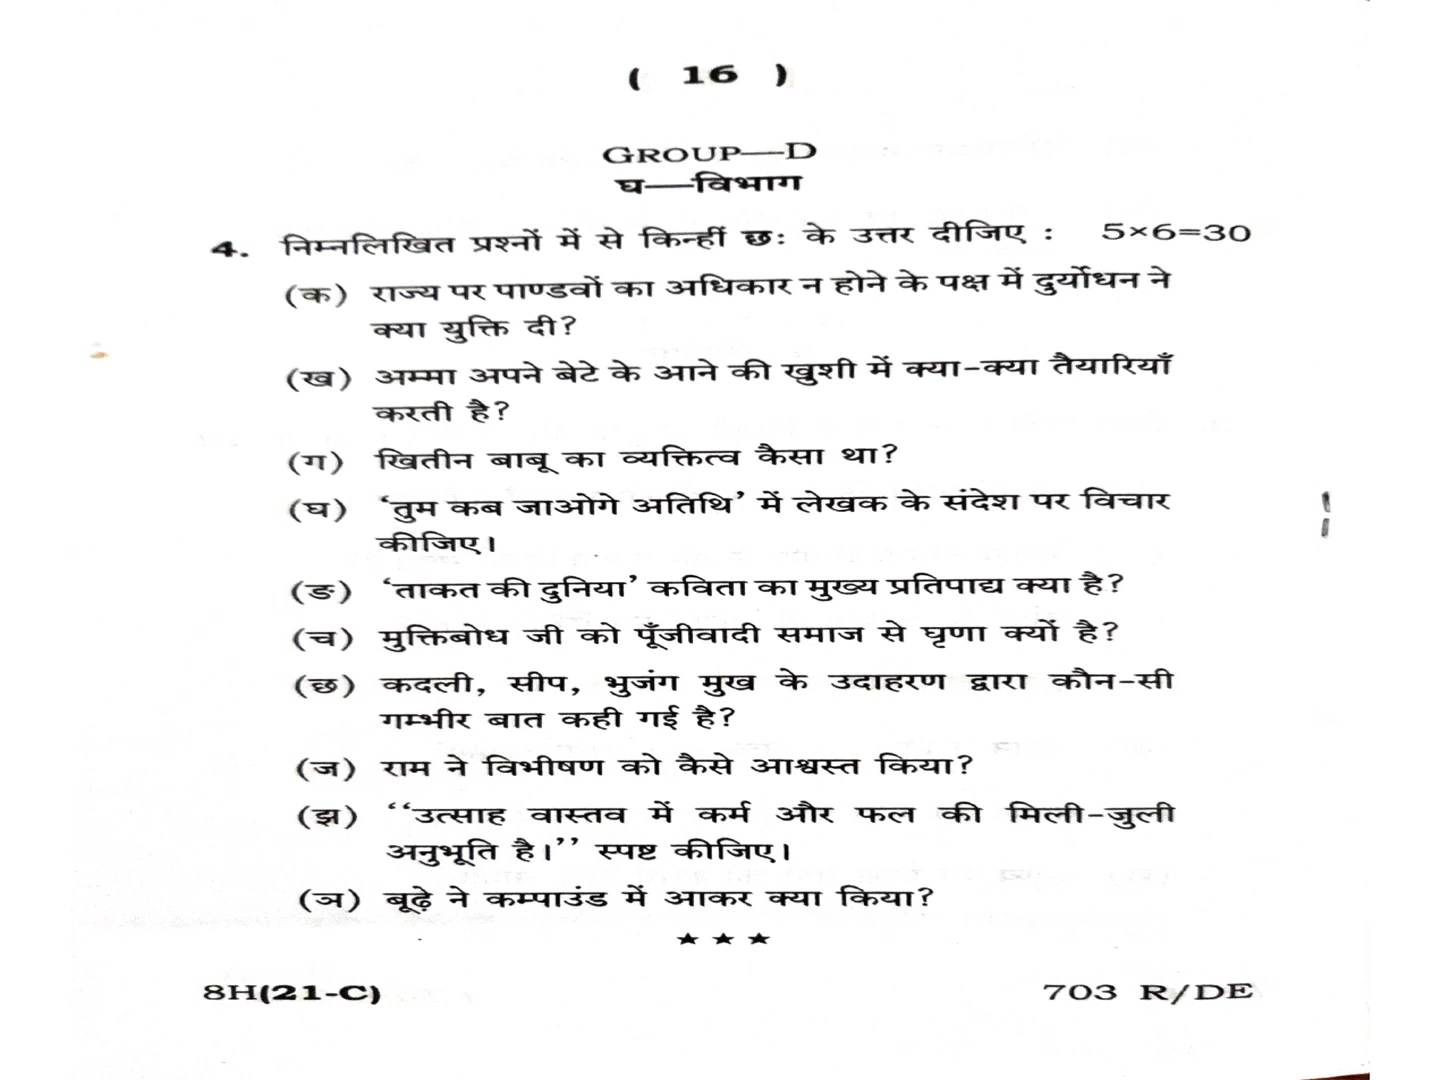 ( 16 )
GROUP—D
घ—विभाग
4. निम्नलिखित प्रश्नों में से किन्हीं छः के उत्तर दीजिए : 5×6=30
(क) राज्य पर पाण्डवों का अधिकार न होने के पक्ष में दुर्योधन ने
क्या युक्ति दी?
(ख) अम्मा अपने बेटे के आने की खुशी में क्या-क्या तैयारियाँ
करती है?
(ग) खितीन बाबू का व्यक्तित्व कैसा था?
(घ) ‘तुम कब जाओगे अतिथि’ में लेखक के संदेश पर विचार
कीजिए।
(ङ) ‘ताकत की दुनिया’ कविता का मुख्य प्रतिपाद्य क्या है?
(च) मुक्तिबोध जी को पूँजीवादी समाज से घृणा क्यों है?
(छ) कदली, सीप, भुजंग मुख के उदाहरण द्वारा कौन-सी
गम्भीर बात कही गई है?
(ज) राम ने विभीषण को कैसे आश्वस्त किया?
(झ) ‘‘उत्साह वास्तव में कर्म और फल की मिली-जुली
अनुभूति है।’’ स्पष्ट कीजिए।
(ञ) बूढ़े ने कम्पाउंड में आकर क्या किया?
★ ★ ★
8H(21-C) 703 R/DE